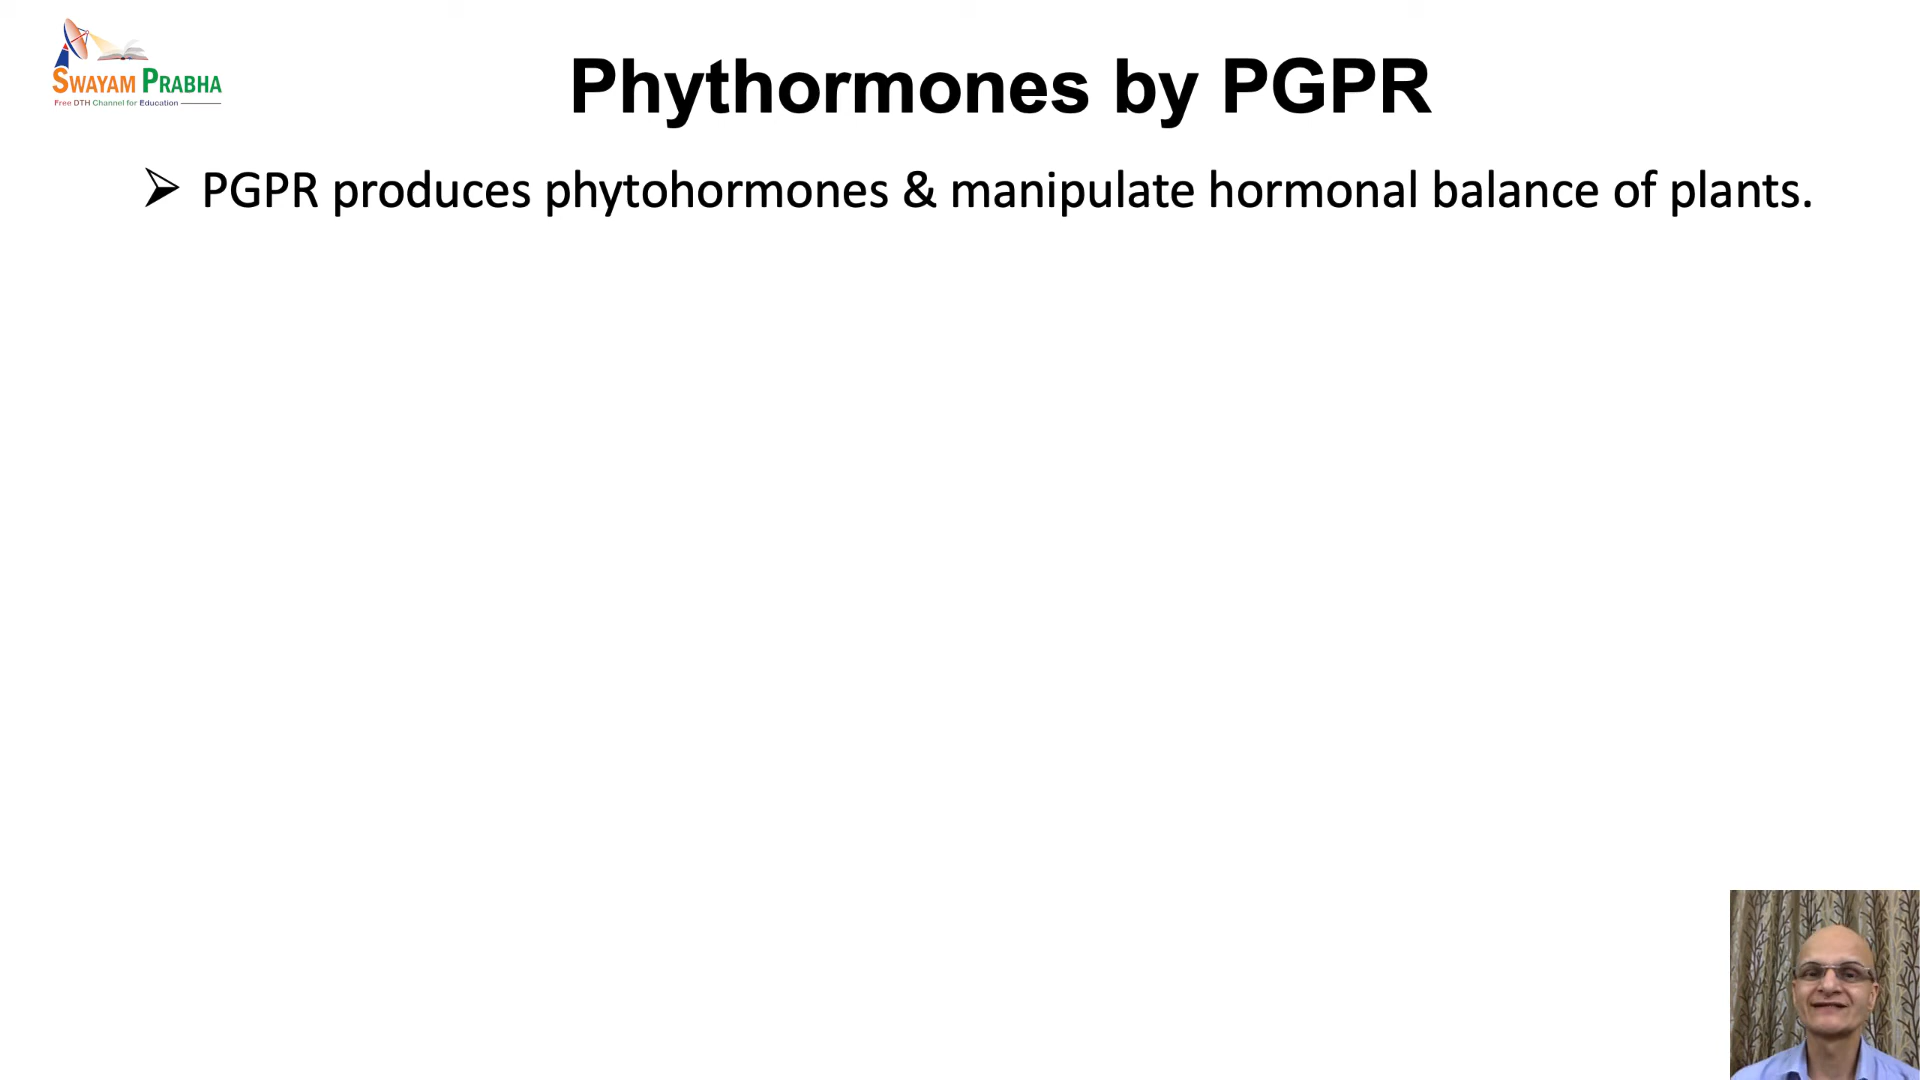 SWAYAM PRABHA
Free DTH Channel for Education
Phythormones by PGPR
➢ PGPR produces phytohormones & manipulate hormonal balance of plants.